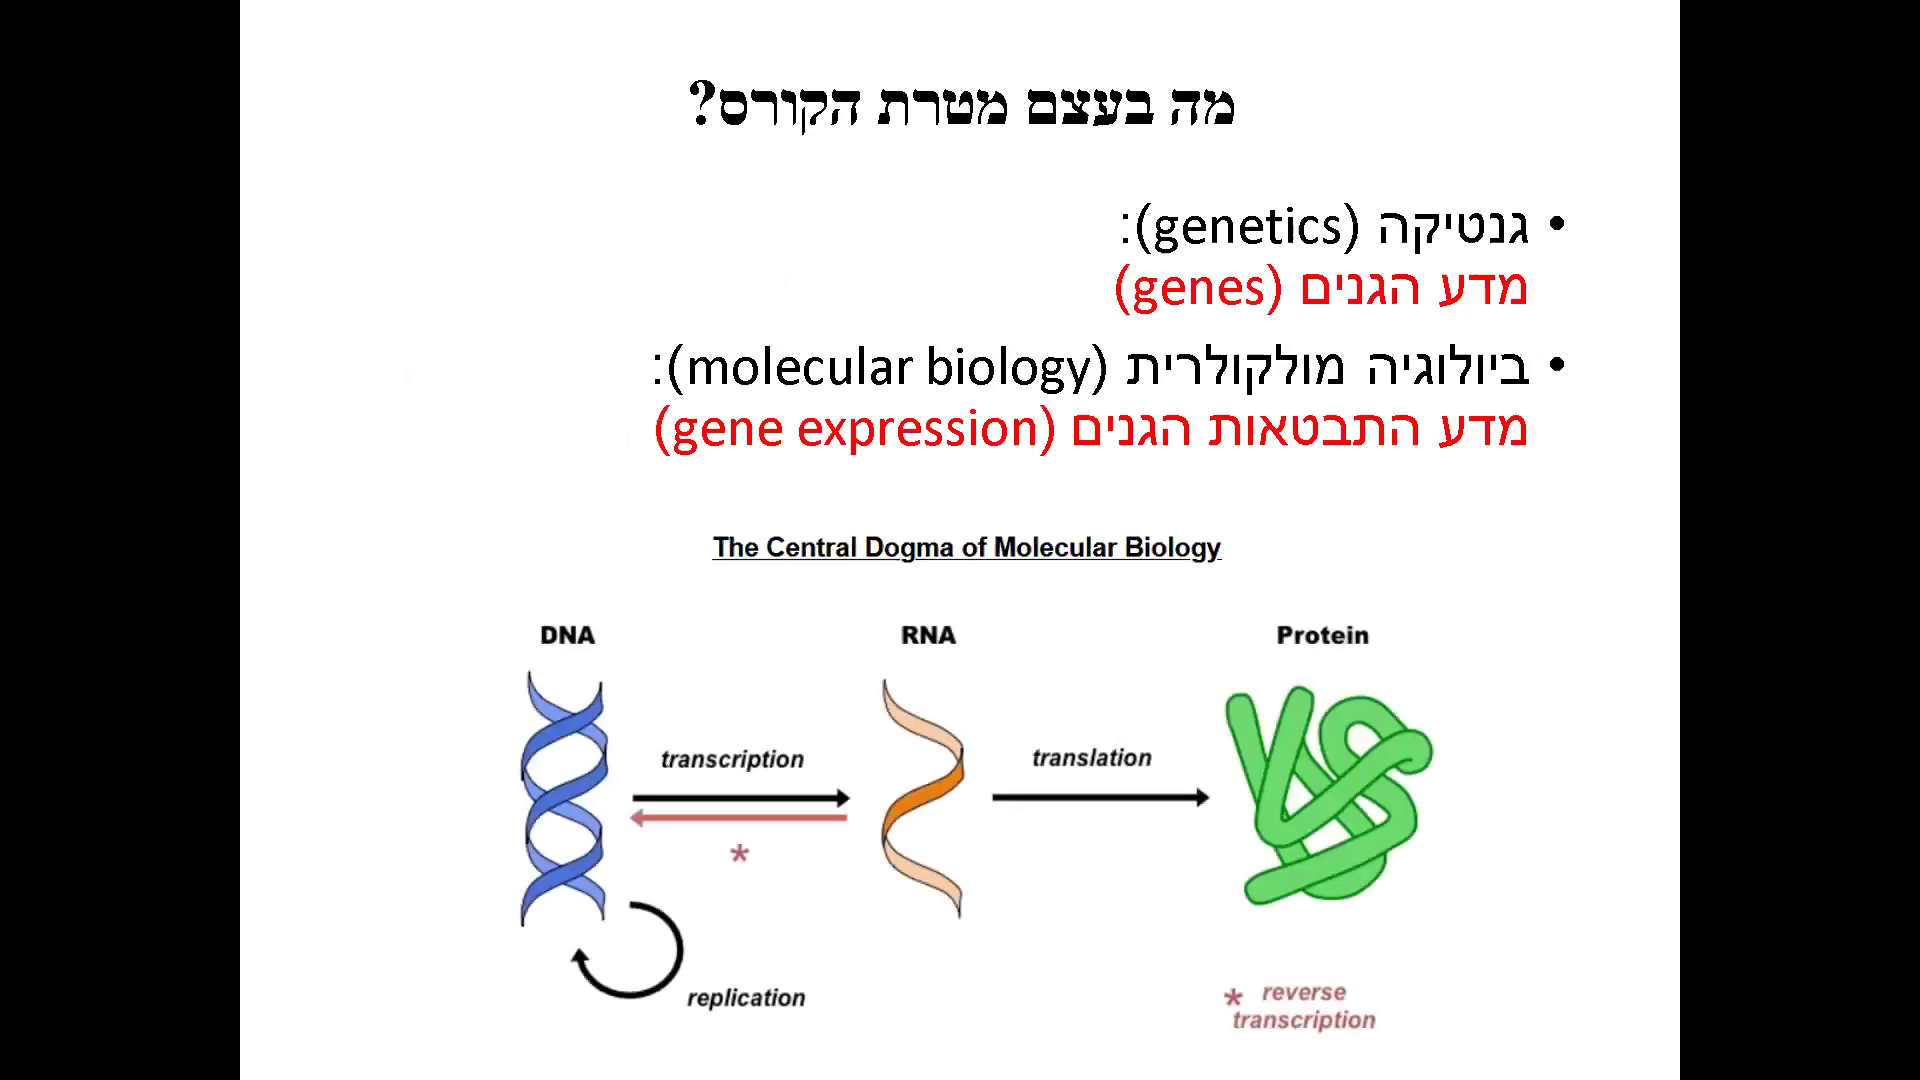 מה בעצם מטרת הקורס?
• גנטיקה (genetics):
מדע הגנים (genes)
• ביולוגיה מולקולרית (molecular biology):
מדע התבטאות הגנים (gene expression)
The Central Dogma of Molecular Biology
DNA RNA Protein
transcription translation
*
replication
* reverse
transcription